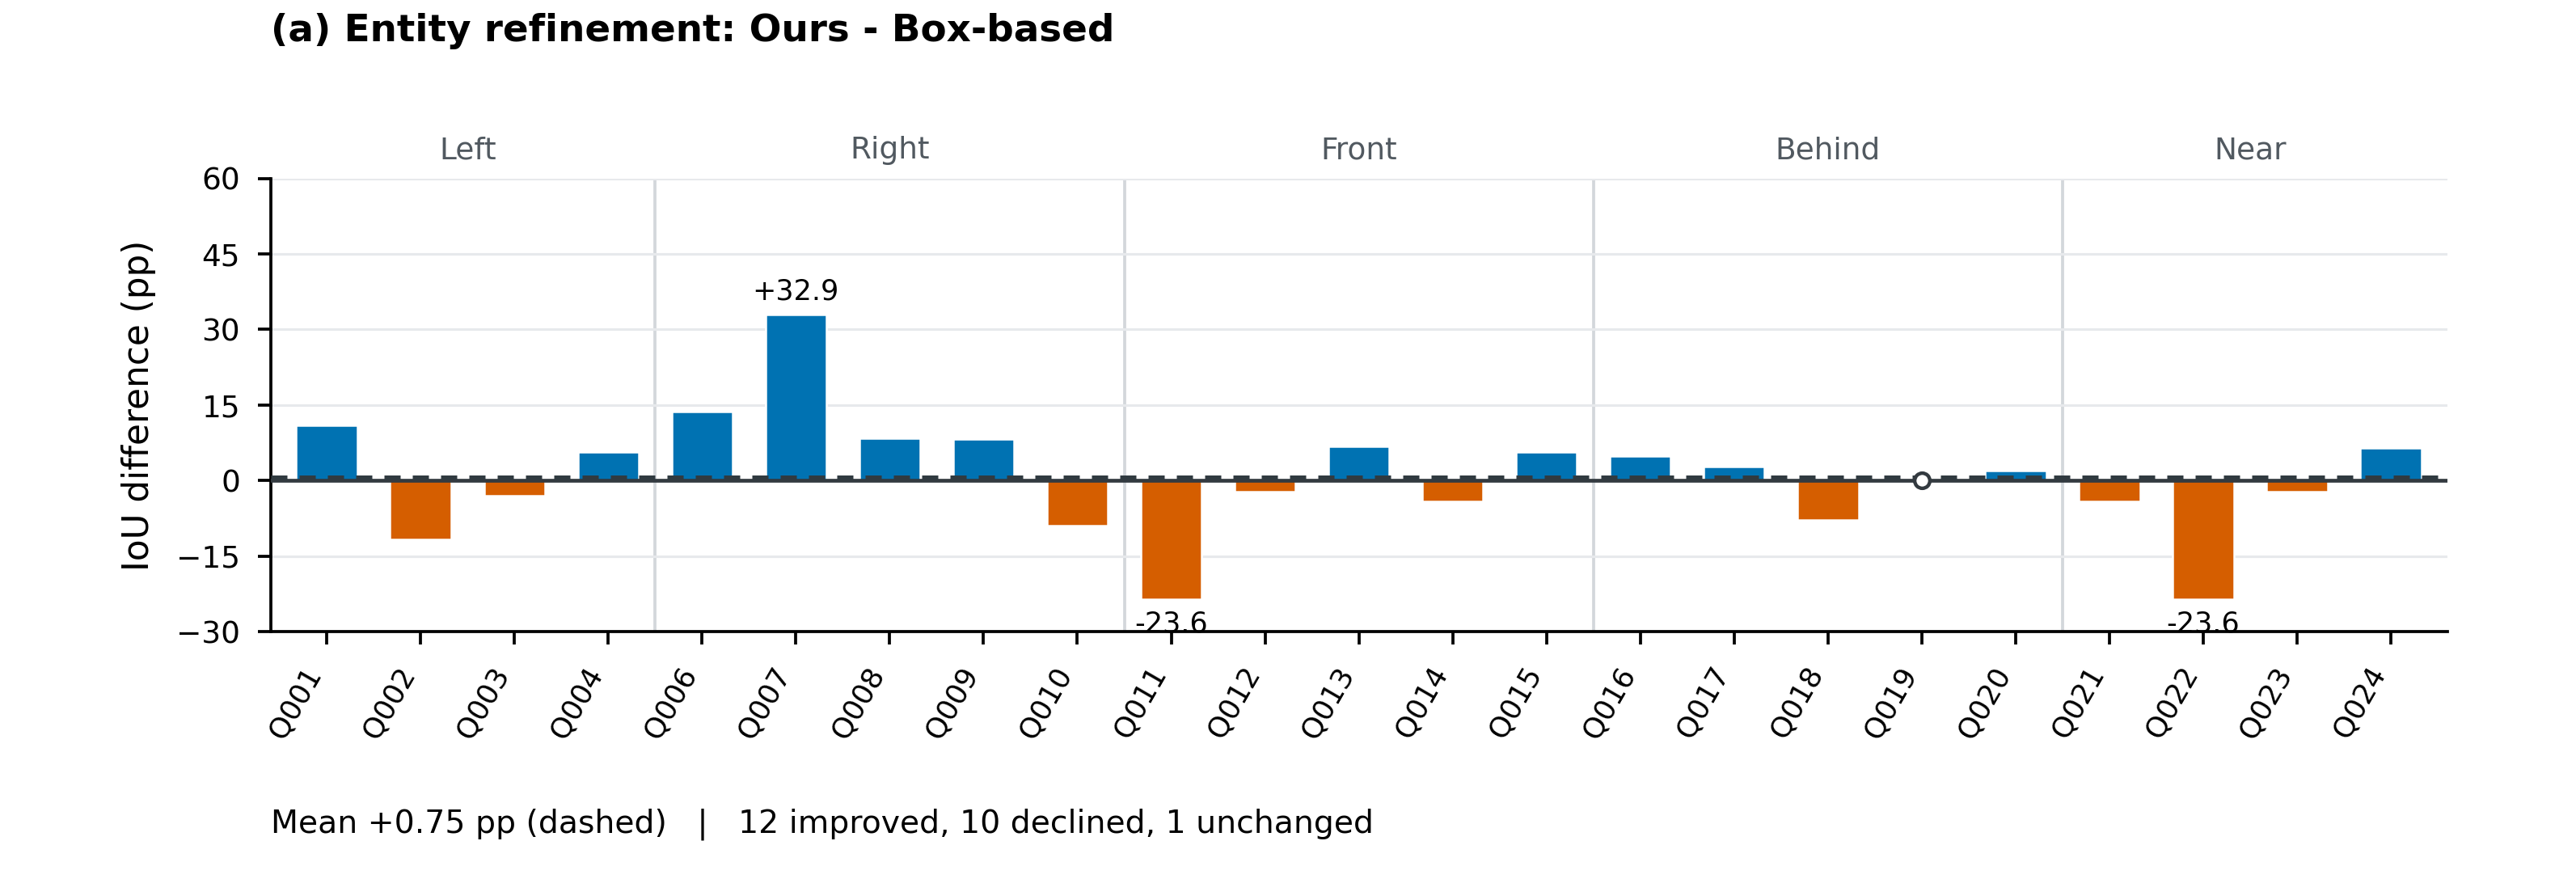 (a) Entity refinement: Ours - Box-based
Left Right Front Behind Near
IoU difference (pp)
60
45
30
15
0
−15
−30
+32.9
-23.6
-23.6
Q001 Q002 Q003 Q004 Q006 Q007 Q008 Q009 Q010 Q011 Q012 Q013 Q014 Q015 Q016 Q017 Q018 Q019 Q020 Q021 Q022 Q023 Q024
Mean +0.75 pp (dashed) | 12 improved, 10 declined, 1 unchanged